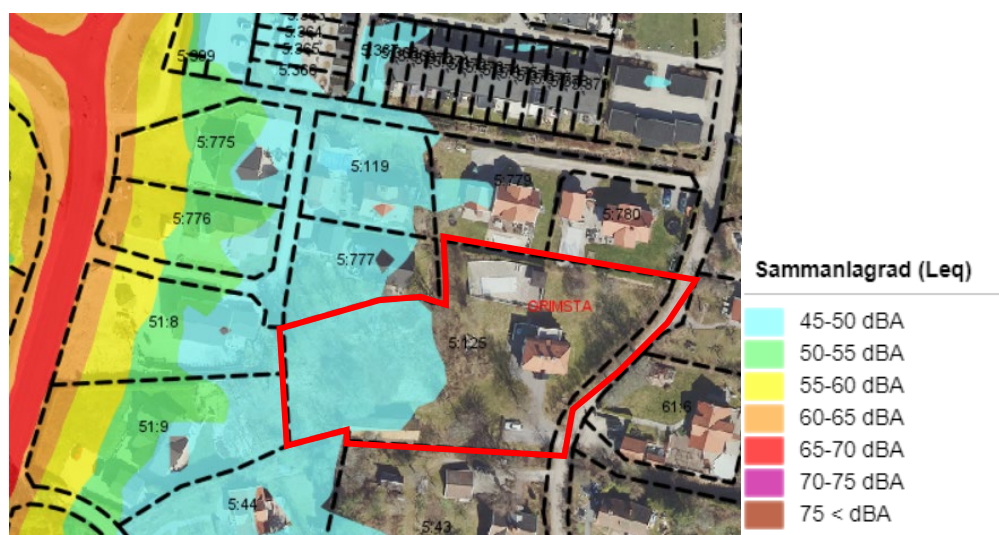 5:364
5:365
5:366
5:775
5:119
5:779
5:776
5:780
5:777
GRIMSTA
51:8
5:125
61:6
51:9
5:44
5:43
Sammanlagrad (Leq)
45-50 dBA
50-55 dBA
55-60 dBA
60-65 dBA
65-70 dBA
70-75 dBA
75 < dBA